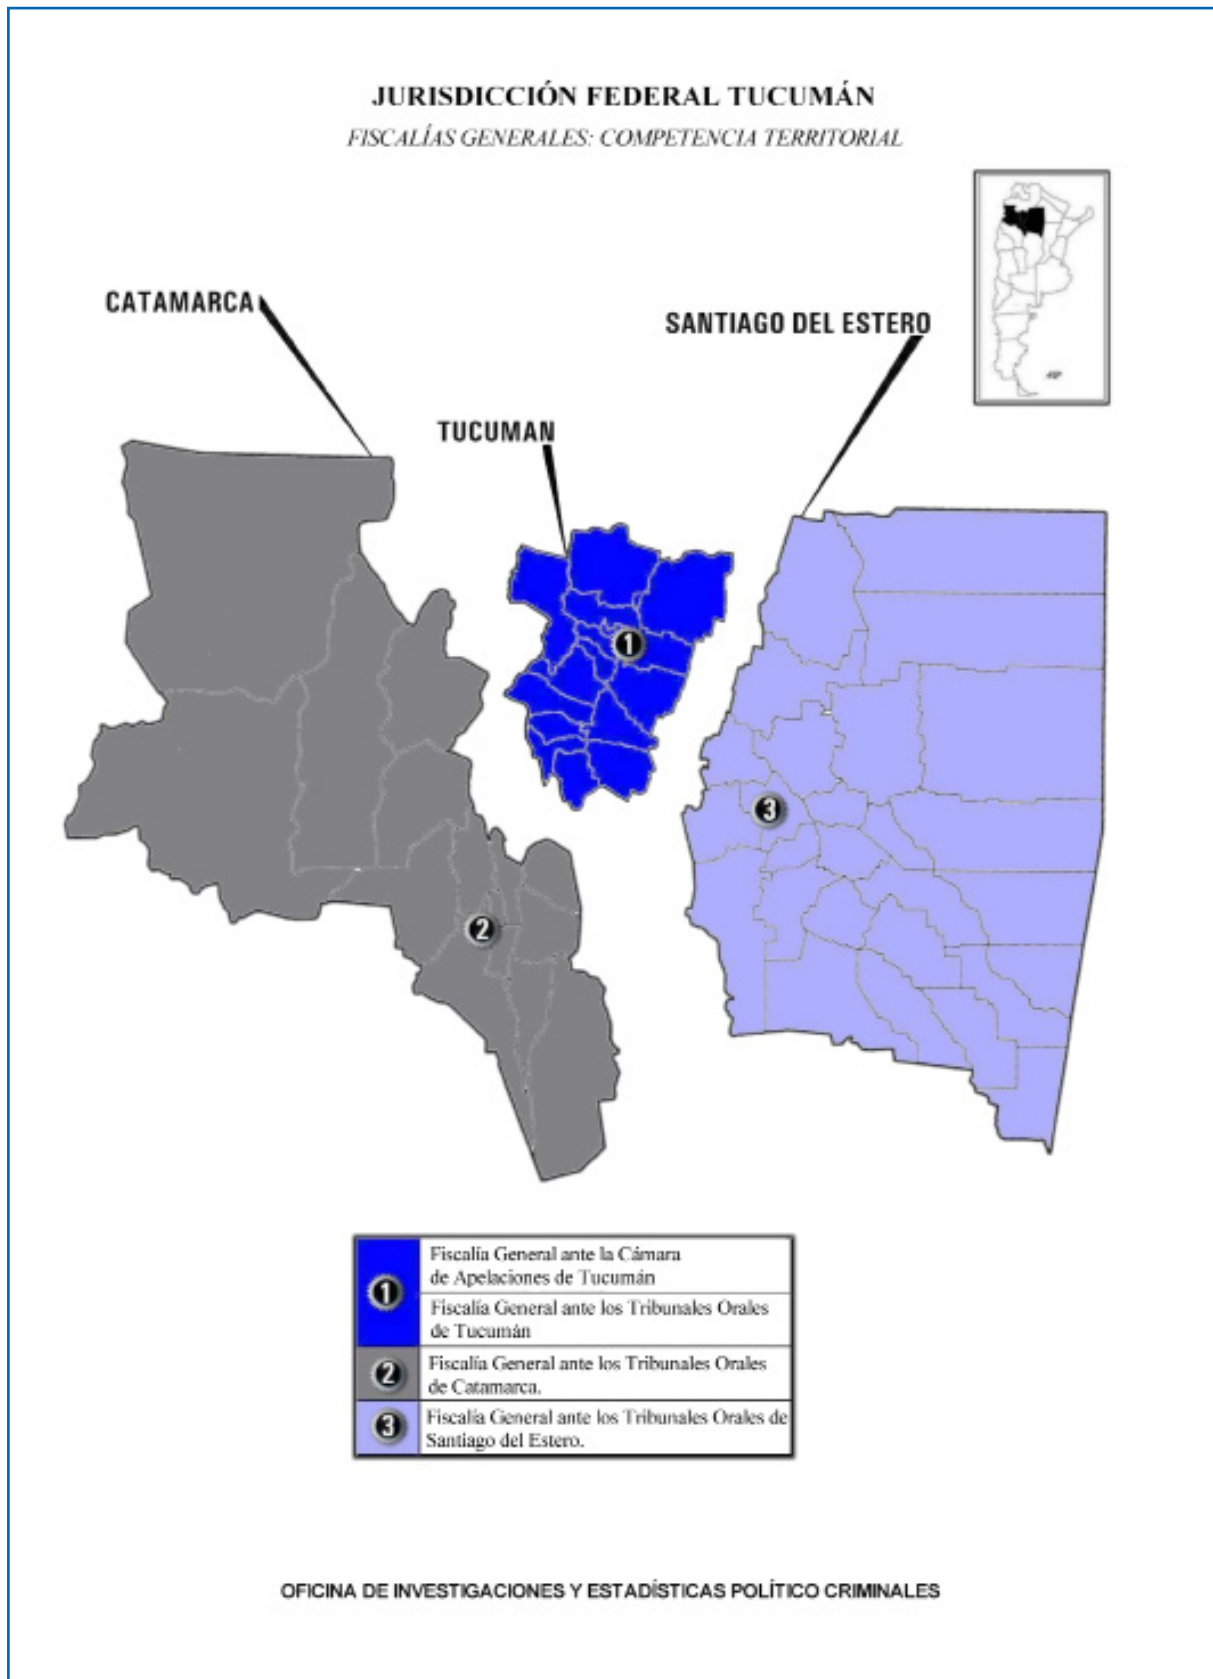 JURISDICCIÓN FEDERAL TUCUMÁN
FISCALÍAS GENERALES: COMPETENCIA TERRITORIAL
CATAMARCA
SANTIAGO DEL ESTERO
TUCUMAN
1
3
2
1
Fiscalía General ante la Cámara
de Apelaciones de Tucumán
Fiscalía General ante los Tribunales Orales
de Tucumán
2
Fiscalía General ante los Tribunales Orales
de Catamarca.
3
Fiscalía General ante los Tribunales Orales de
Santiago del Estero.
OFICINA DE INVESTIGACIONES Y ESTADÍSTICAS POLÍTICO CRIMINALES